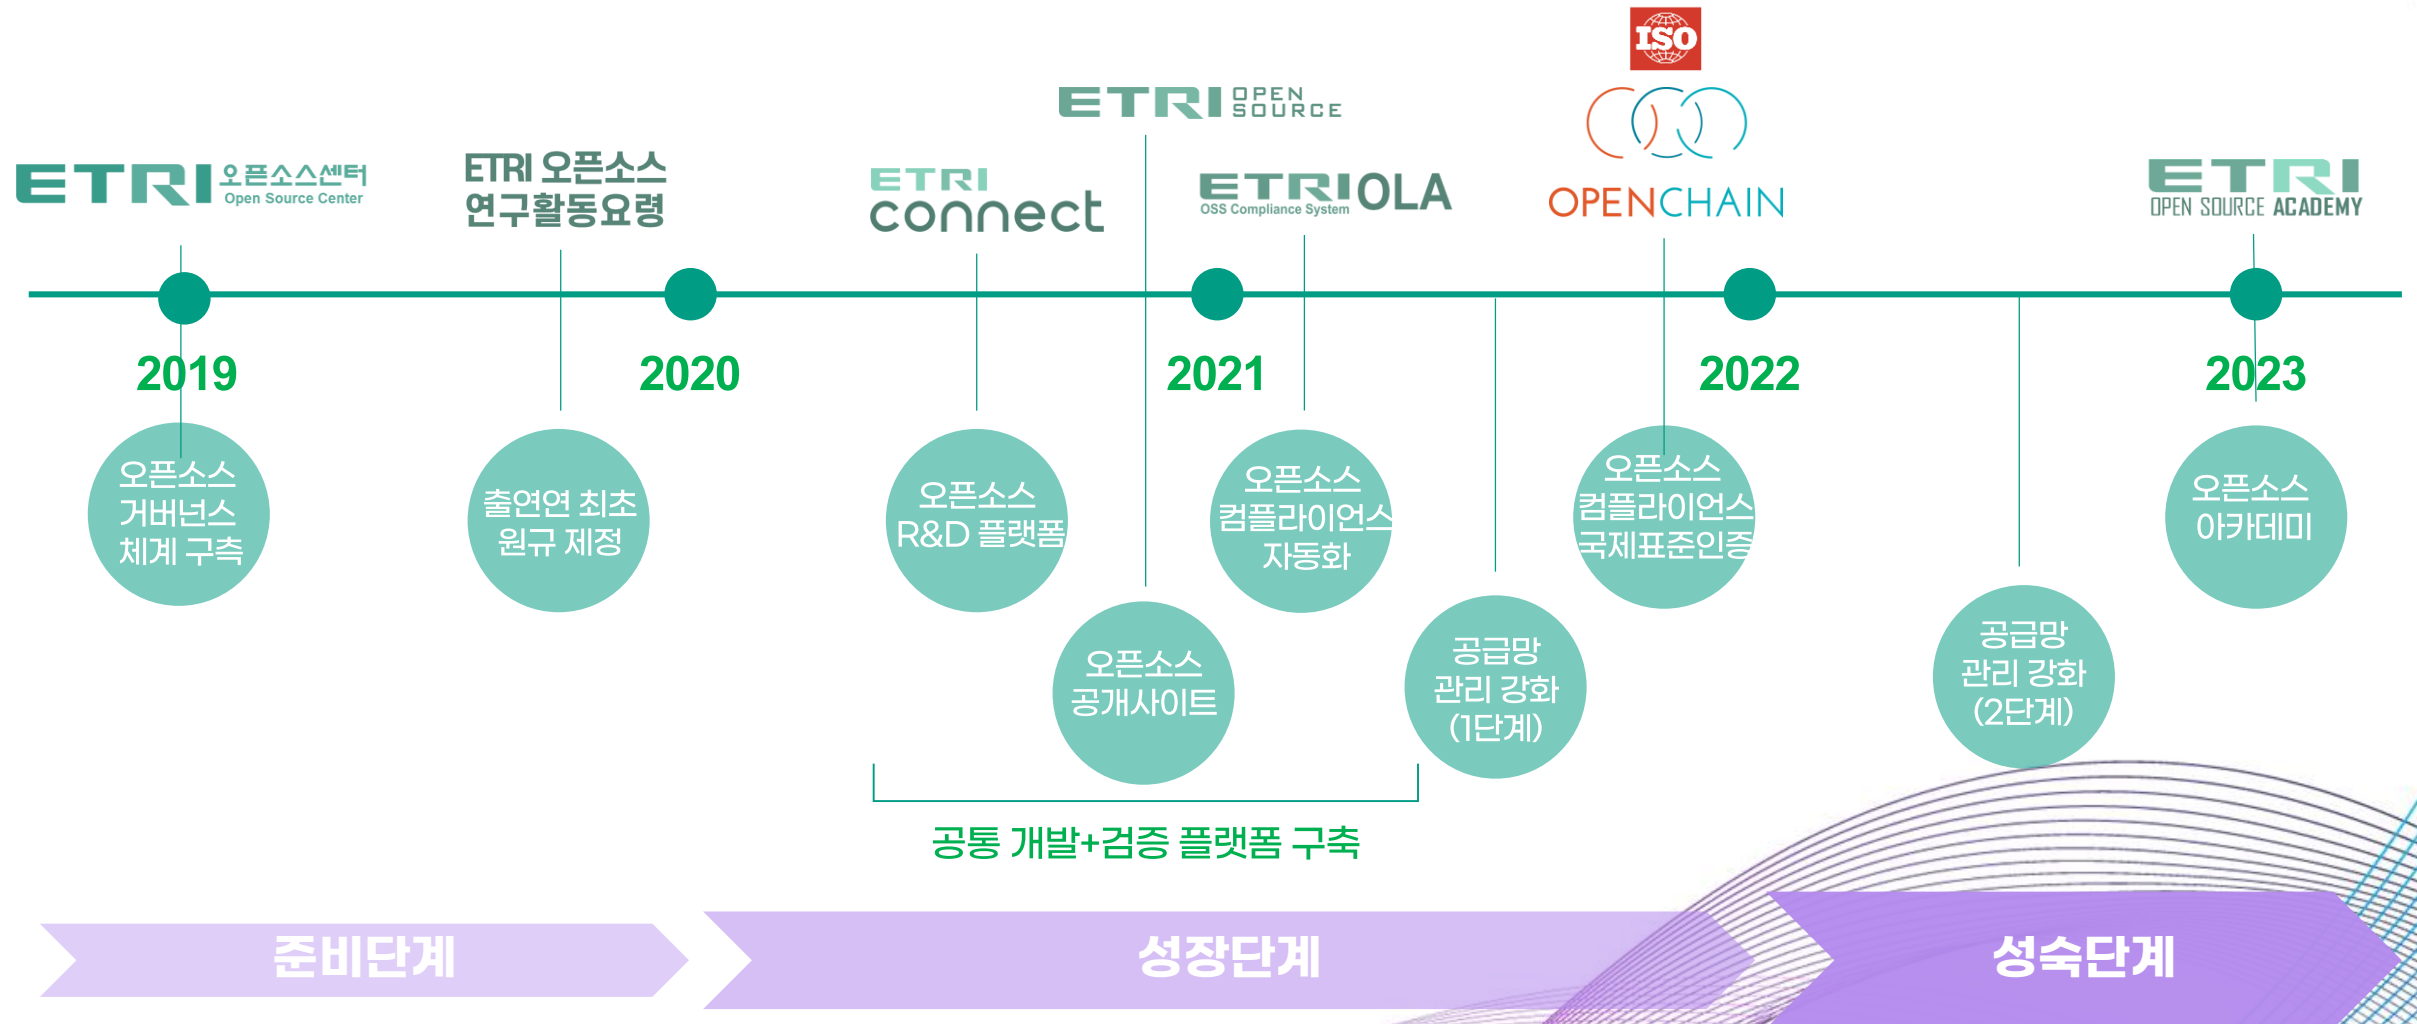 ETRI 오픈소스센터
Open Source Center
ETRI 오픈소스
연구활동요령
ETRI
connect
ETRI OPEN
SOURCE
ETRI OLA
OSS Compliance System
ISO
OPENCHAIN
ETRI
OPEN SOURCE ACADEMY
2019
2020
2021
2022
2023
오픈소스
거버넌스
체계 구측
출연연 최초
원규 제정
오픈소스
R&D 플랫폼
오픈소스
공개사이트
오픈소스
컴플라이언스
자동화
공급망
관리 강화
(1단계)
오픈소스
컴플라이언스
국제표준인증
공급망
관리 강화
(2단계)
오픈소스
아카데미
공통 개발+검증 플랫폼 구축
준비단계
성장단계
성숙단계